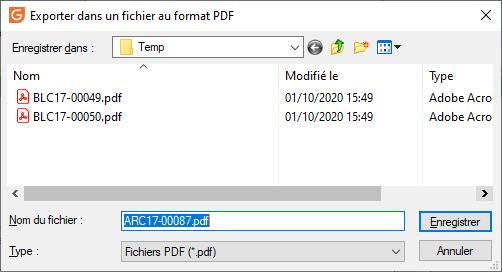 Exporter dans un fichier au format PDF
Enregistrer dans : Temp
Nom Modifié le Type
BLC17-00049.pdf 01/10/2020 15:49 Adobe Acro
BLC17-00050.pdf 01/10/2020 15:49 Adobe Acro
Nom du fichier : ARC17-00087.pdf Enregistrer
Type : Fichiers PDF (*.pdf) Annuler